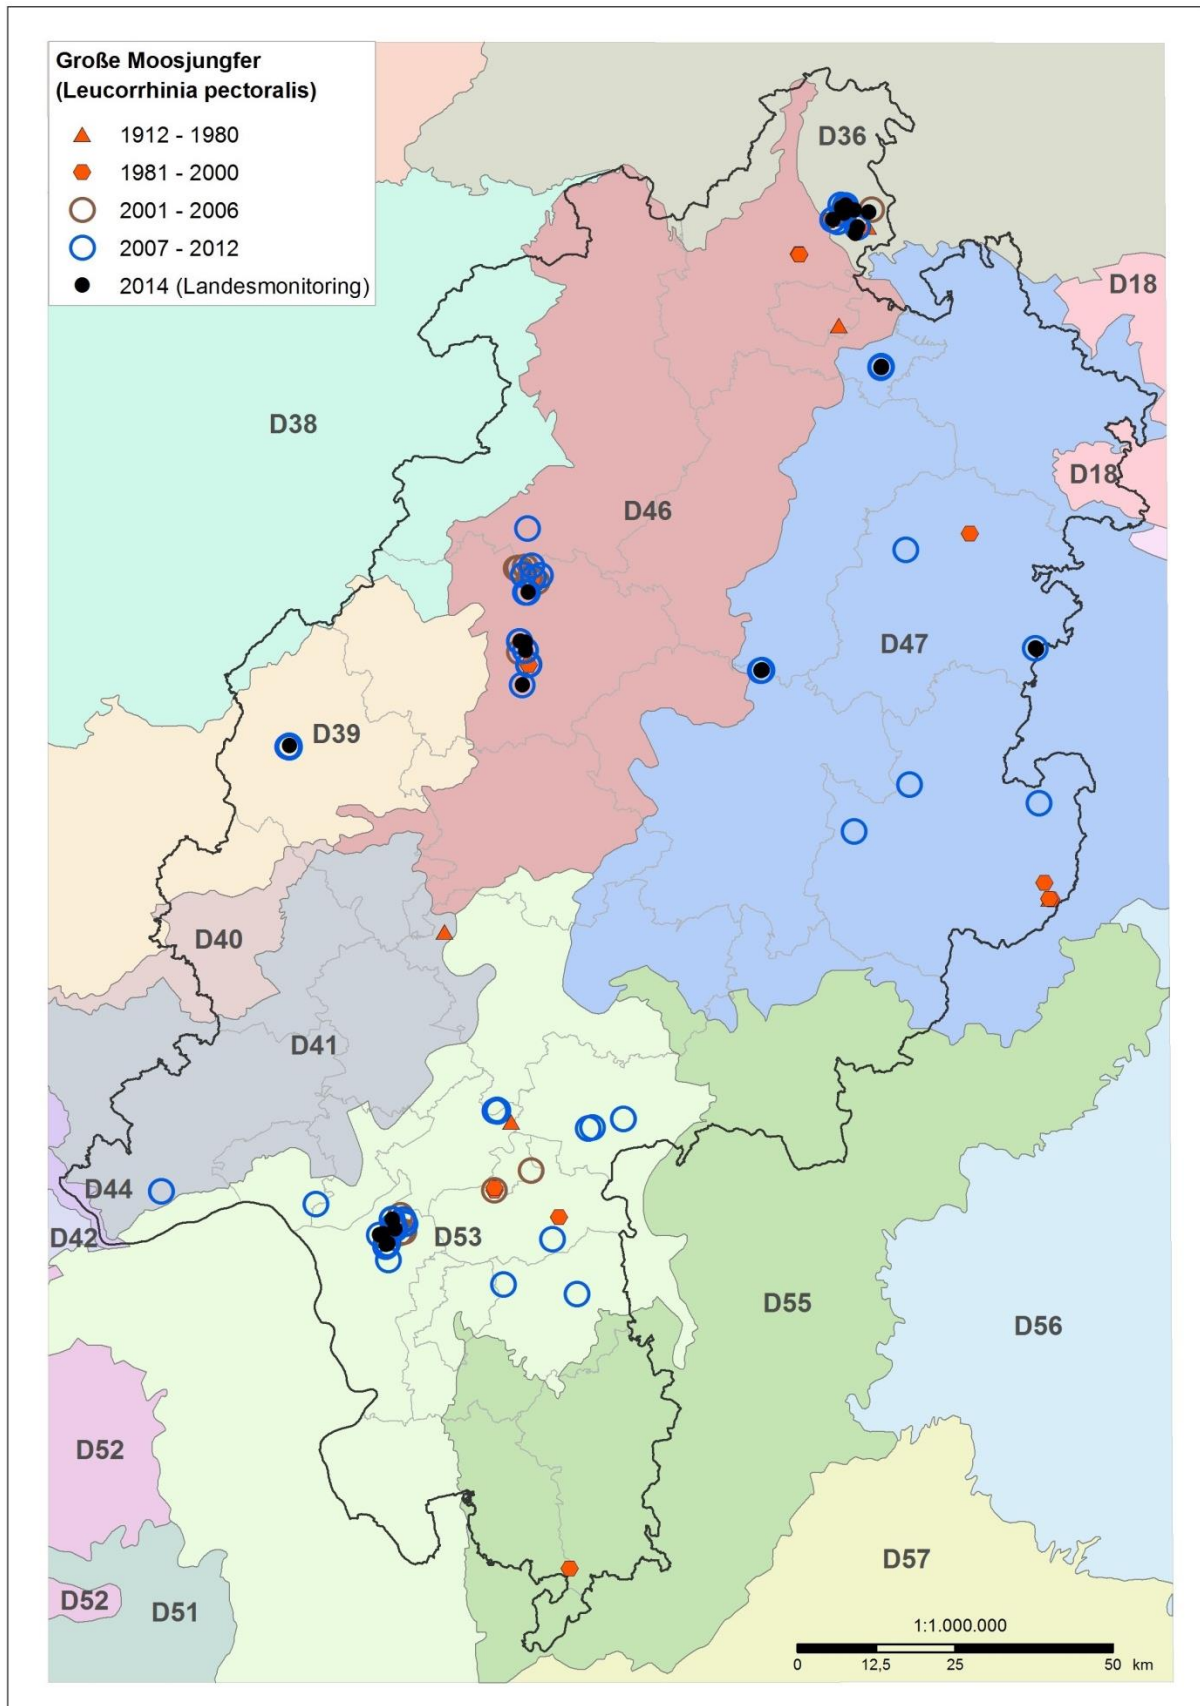 Große Moosjungfer
(Leucorrhinia pectoralis)
1912 - 1980
1981 - 2000
2001 - 2006
2007 - 2012
2014 (Landesmonitoring)
D36
D18
D38
D18
D46
D47
D39
D40
D41
D44
D42
D53
D55
D56
D52
D57
D52
D51
1:1.000.000
0 12,5 25 50 km